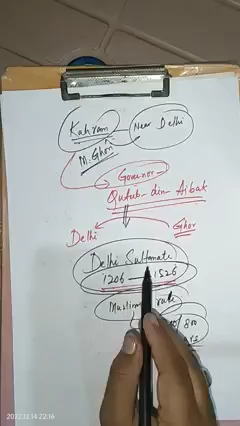 Kahram Near Delhi
M. Ghori
Governor
Qutub-din Aibak
Delhi Ghor
Delhi Sultanate
1206 — 1526
Muslim
800
2022.12.14 22:16